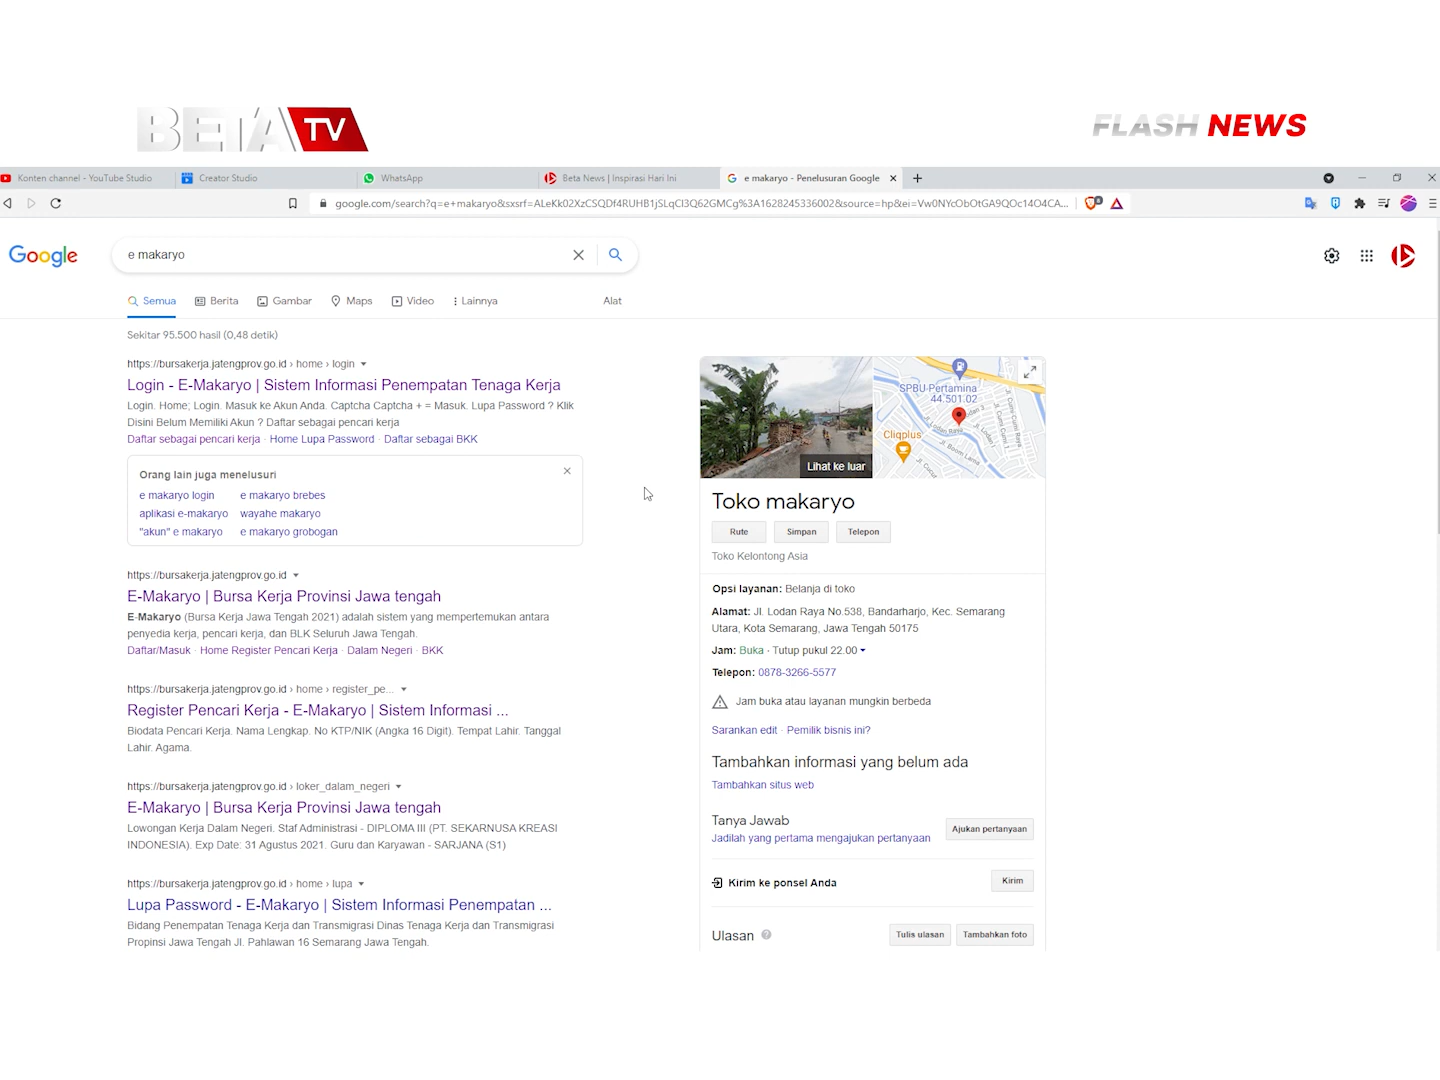 BETA TV
FLASH NEWS
Konten channel - YouTube Studio
Creator Studio
WhatsApp
Beta News | Inspirasi Hari Ini
e makaryo - Penelusuran Google
google.com/search?q=e+makaryo&sxsrf=ALeKk02XzCSQDf4RUHB1jSLqCI3Q62GMCg%3A1628245336002&source=hp&ei=Vw0NYcObOtGA9QOc14O4CA...
Google
e makaryo
Semua
Berita
Gambar
Maps
Video
Lainnya
Alat
Sekitar 95.500 hasil (0,48 detik)
https://bursakerja.jatengprov.go.id › home › login
Login - E-Makaryo | Sistem Informasi Penempatan Tenaga Kerja
Login. Home; Login. Masuk ke Akun Anda. Captcha Captcha + = Masuk. Lupa Password ? Klik
Disini Belum Memiliki Akun ? Daftar sebagai pencari kerja
Daftar sebagai pencari kerja · Home Lupa Password · Daftar sebagai BKK
Orang lain juga menelusuri
e makaryo login e makaryo brebes
aplikasi e-makaryo wayahe makaryo
"akun" e makaryo e makaryo grobogan
https://bursakerja.jatengprov.go.id
E-Makaryo | Bursa Kerja Provinsi Jawa tengah
E-Makaryo (Bursa Kerja Jawa Tengah 2021) adalah sistem yang mempertemukan antara
penyedia kerja, pencari kerja, dan BLK Seluruh Jawa Tengah.
Daftar/Masuk · Home Register Pencari Kerja · Dalam Negeri · BKK
https://bursakerja.jatengprov.go.id › home › register_pe...
Register Pencari Kerja - E-Makaryo | Sistem Informasi ...
Biodata Pencari Kerja. Nama Lengkap. No KTP/NIK (Angka 16 Digit). Tempat Lahir. Tanggal
Lahir. Agama.
https://bursakerja.jatengprov.go.id › loker_dalam_negeri
E-Makaryo | Bursa Kerja Provinsi Jawa tengah
Lowongan Kerja Dalam Negeri. Staf Administrasi - DIPLOMA III (PT. SEKARNUSA KREASI
INDONESIA). Exp Date: 31 Agustus 2021. Guru dan Karyawan - SARJANA (S1)
https://bursakerja.jatengprov.go.id › home › lupa
Lupa Password - E-Makaryo | Sistem Informasi Penempatan ...
Bidang Penempatan Tenaga Kerja dan Transmigrasi Dinas Tenaga Kerja dan Transmigrasi
Propinsi Jawa Tengah Jl. Pahlawan 16 Semarang Jawa Tengah.
Lihat ke luar
SPBU Pertamina
44.501.02
Cliqplus
Jl. Lodan Raya
Jl. Lodan 1
Jl. Boom Lama
Toko makaryo
Rute
Simpan
Telepon
Toko Kelontong Asia
Opsi layanan: Belanja di toko
Alamat: Jl. Lodan Raya No.538, Bandarharjo, Kec. Semarang
Utara, Kota Semarang, Jawa Tengah 50175
Jam: Buka · Tutup pukul 22.00
Telepon: 0878-3266-5577
Jam buka atau layanan mungkin berbeda
Sarankan edit · Pemilik bisnis ini?
Tambahkan informasi yang belum ada
Tambahkan situs web
Tanya Jawab
Jadilah yang pertama mengajukan pertanyaan
Ajukan pertanyaan
Kirim ke ponsel Anda
Kirim
Ulasan
Tulis ulasan
Tambahkan foto